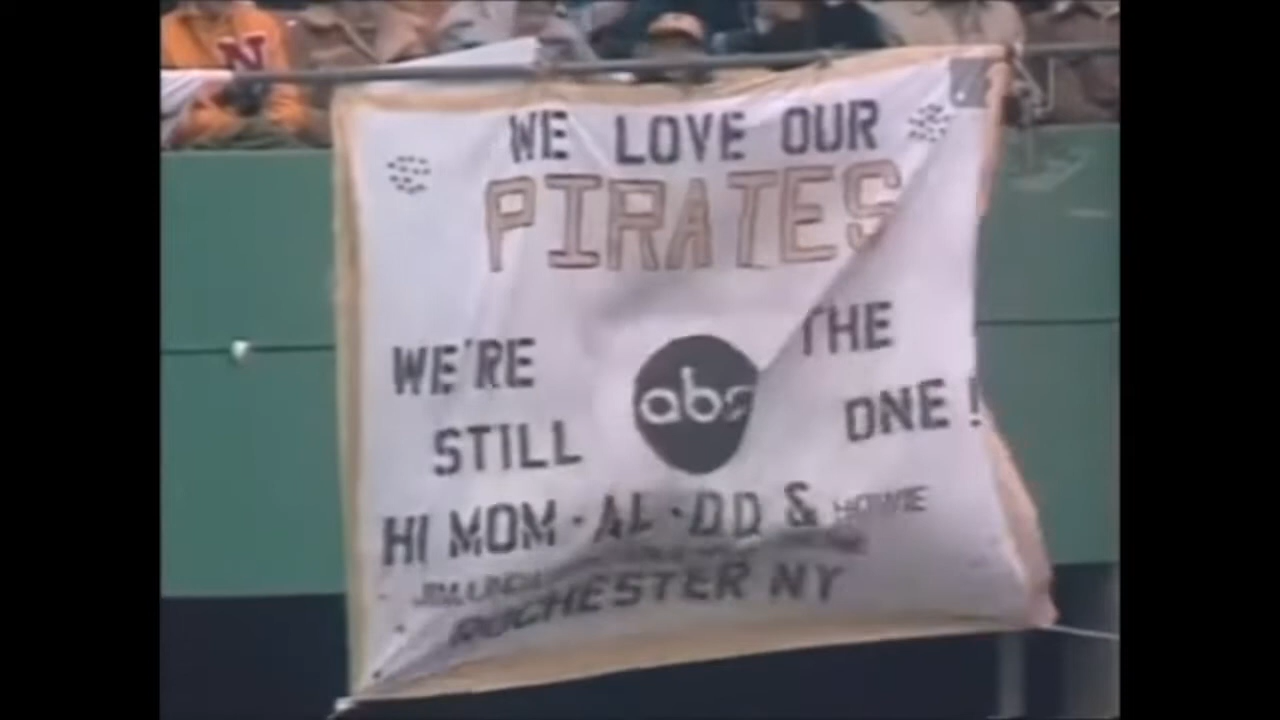 N
WE LOVE OUR
PIRATES
WE'RE abc THE
STILL ONE!
HI MOM · AL · DD & HOWIE
ROCHESTER NY